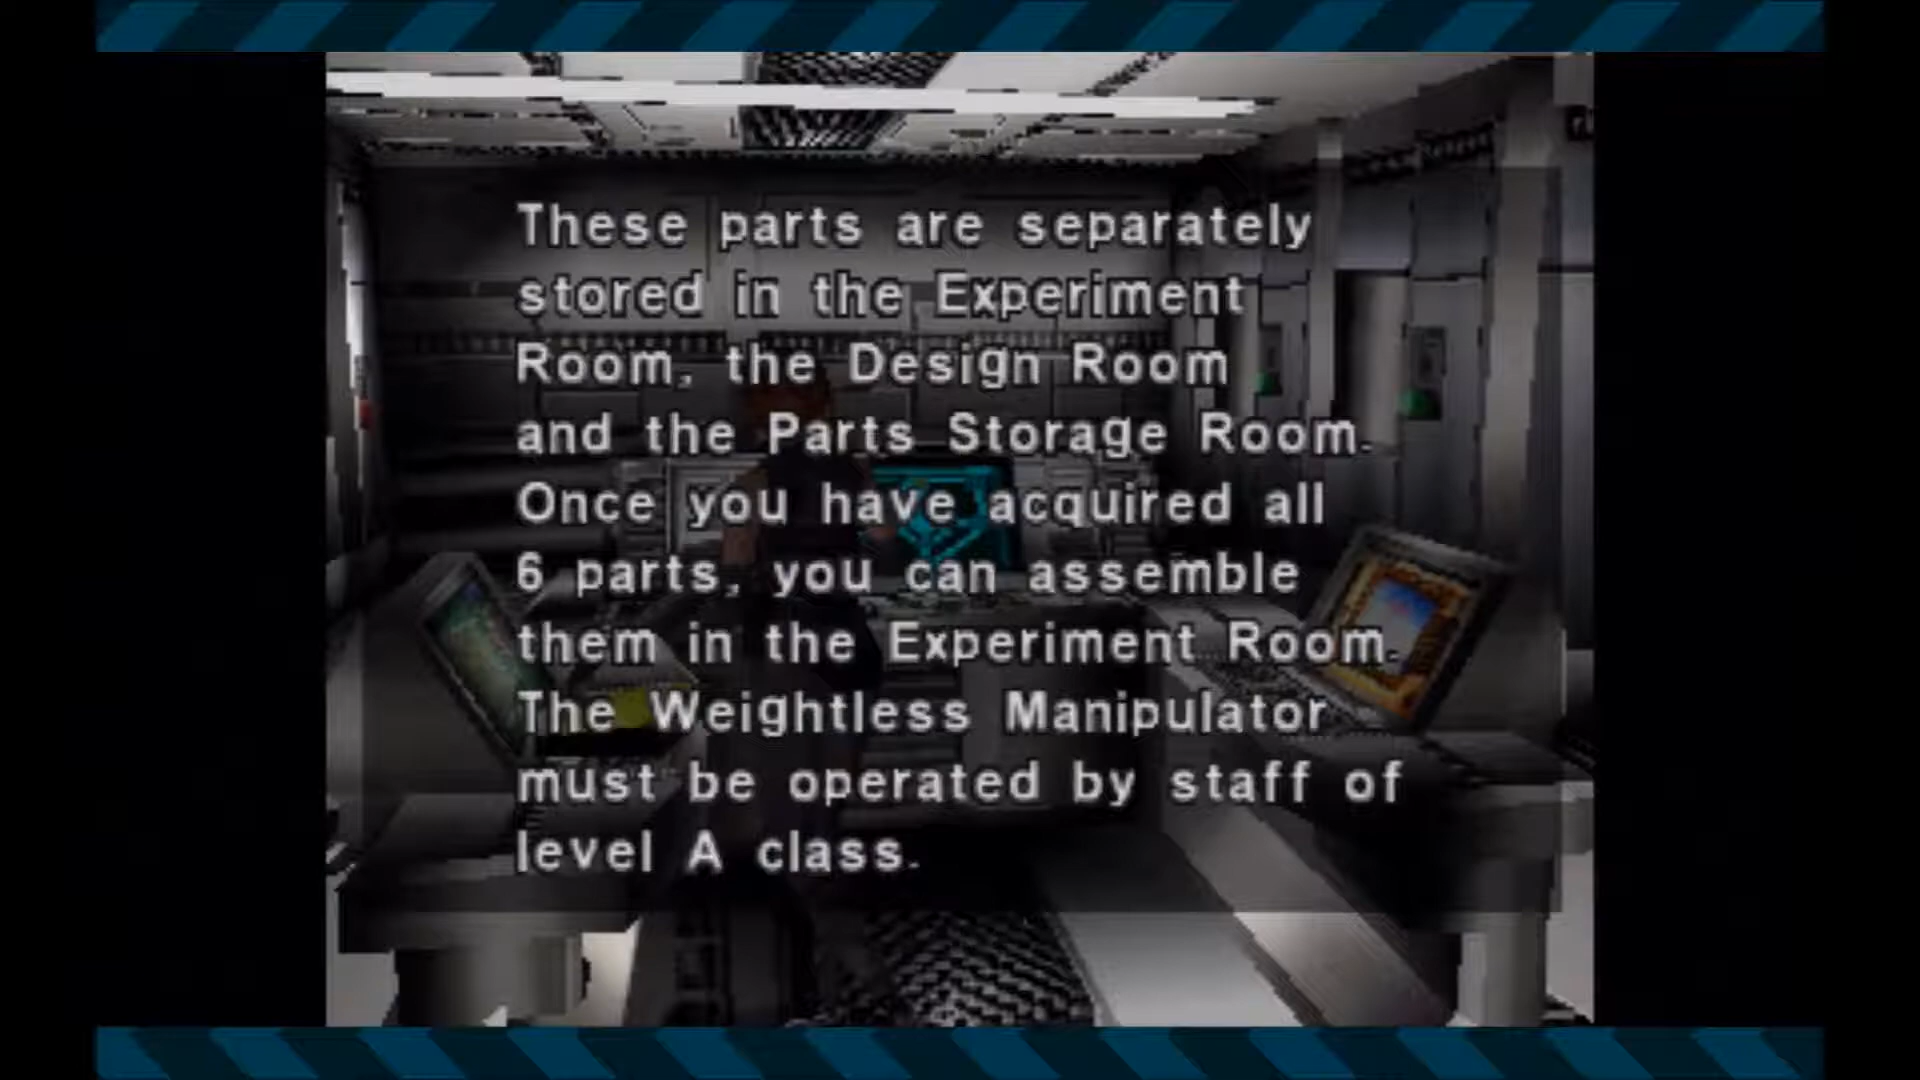 These parts are separately
stored in the Experiment
Room, the Design Room
and the Parts Storage Room.
Once you have acquired all
6 parts, you can assemble
them in the Experiment Room.
The Weightless Manipulator
must be operated by staff of
level A class.